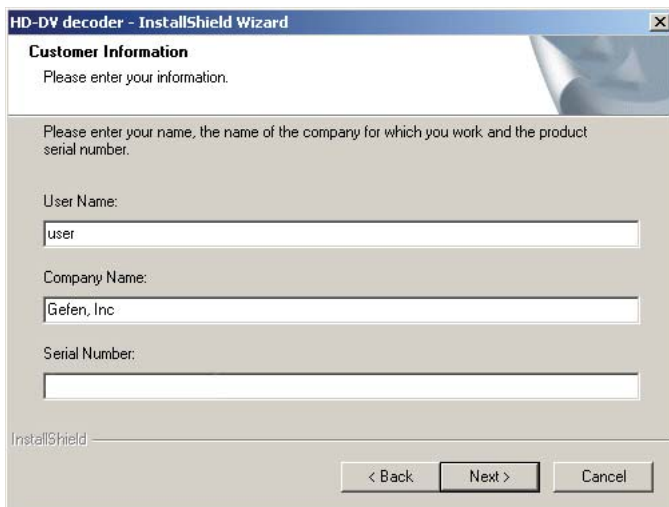 HD-DV decoder - InstallShield Wizard
Customer Information
Please enter your information.
Please enter your name, the name of the company for which you work and the product
serial number.
User Name:
user
Company Name:
Gefen, Inc
Serial Number:
InstallShield
< Back Next > Cancel